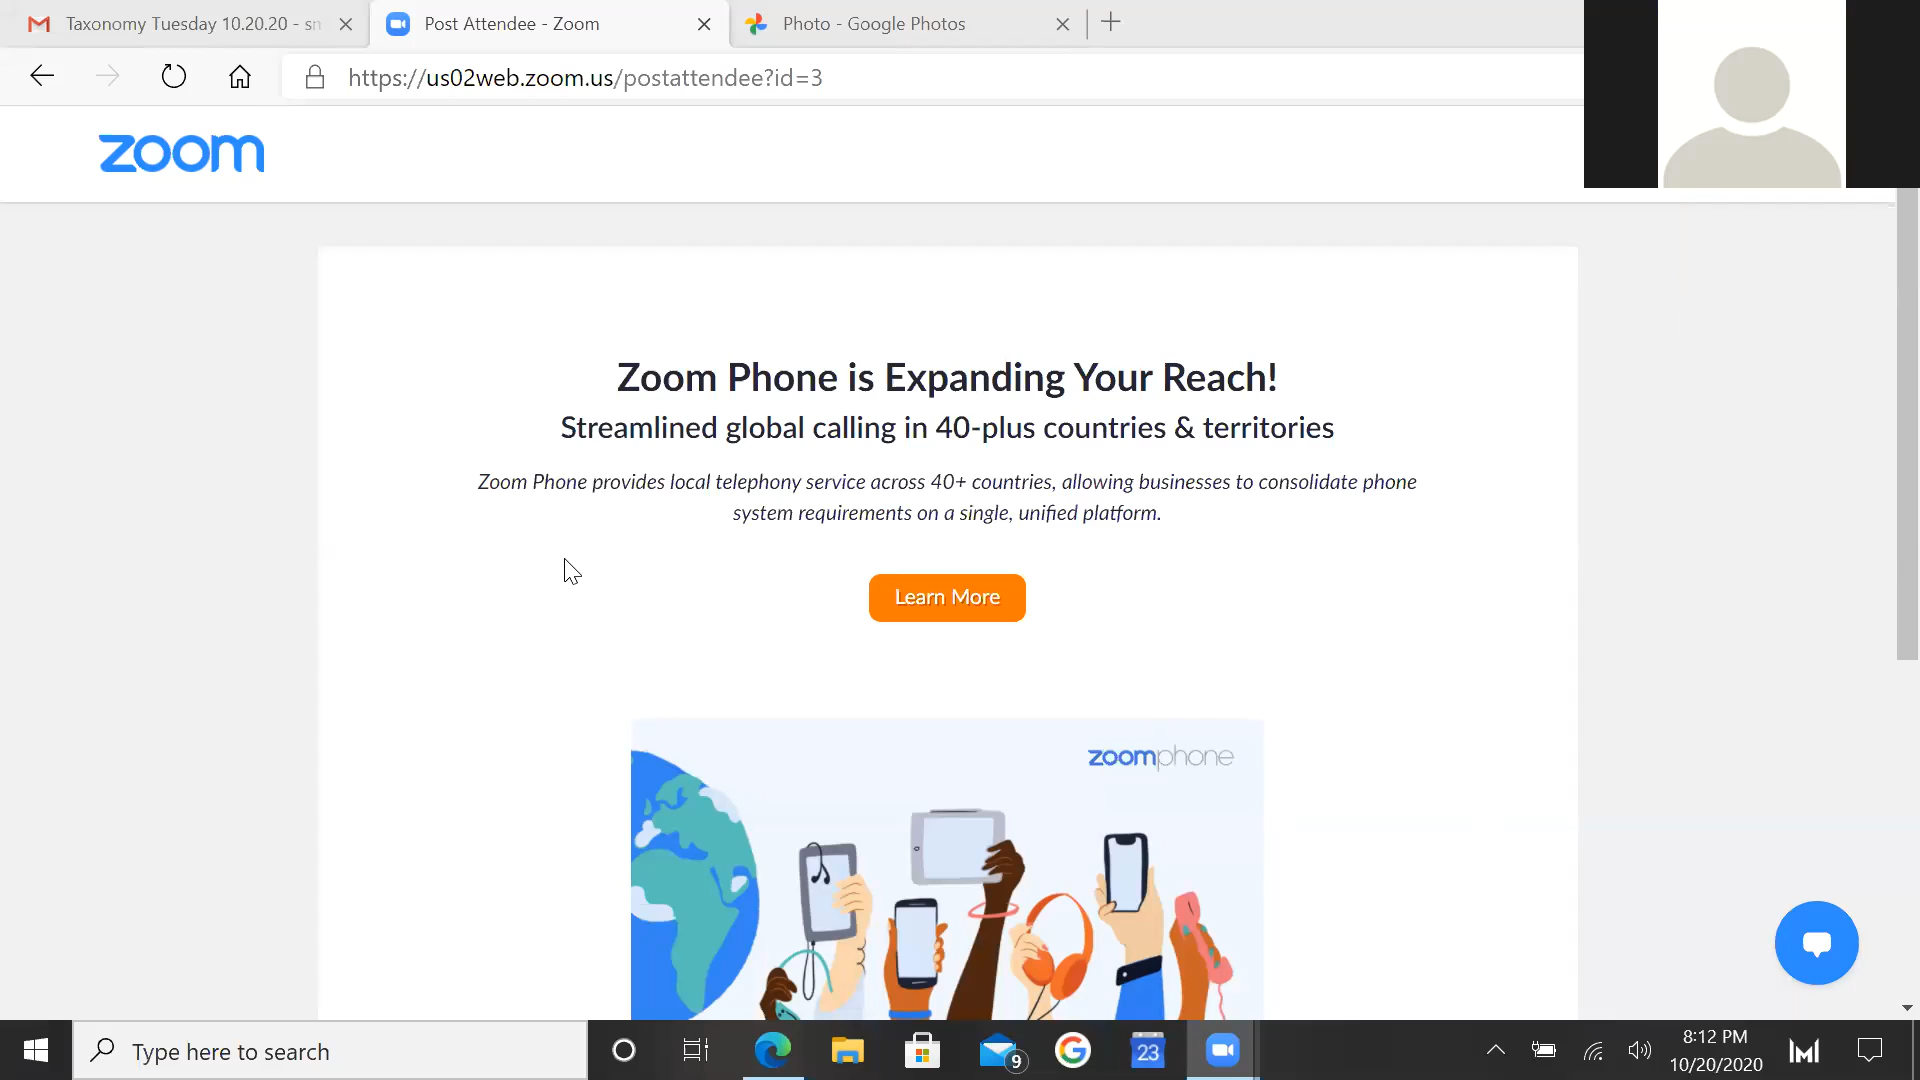 Taxonomy Tuesday 10.20.20 - sn
Post Attendee - Zoom
Photo - Google Photos
https://us02web.zoom.us/postattendee?id=3
zoom
Zoom Phone is Expanding Your Reach!
Streamlined global calling in 40-plus countries & territories
Zoom Phone provides local telephony service across 40+ countries, allowing businesses to consolidate phone
system requirements on a single, unified platform.
Learn More
zoomphone
Type here to search
9
23
8:12 PM
10/20/2020